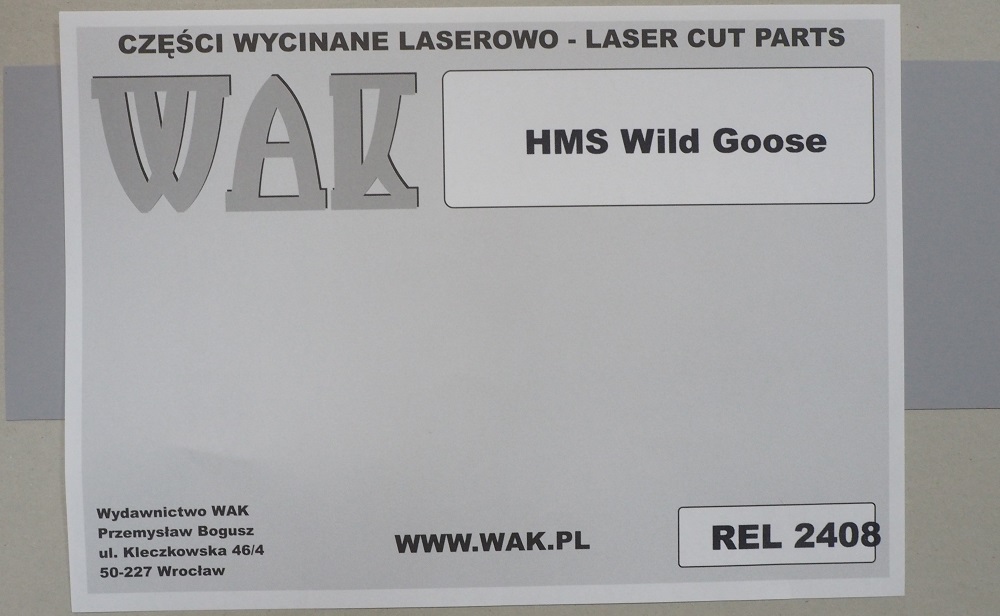 CZĘŚCI WYCINANE LASEROWO - LASER CUT PARTS
WAK
HMS Wild Goose
Wydawnictwo WAK
Przemysław Bogusz
ul. Kleczkowska 46/4
50-227 Wrocław
WWW.WAK.PL
REL 2408